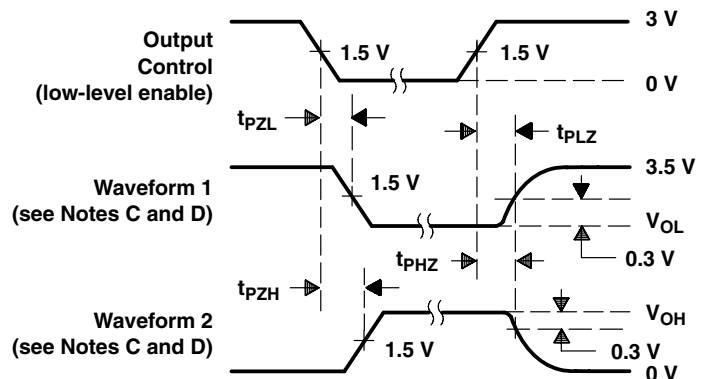 3 V
Output
Control
(low-level enable)
1.5 V
1.5 V
0 V
tPZL
tPLZ
Waveform 1
(see Notes C and D)
1.5 V
3.5 V
VOL
0.3 V
tPHZ
tPZH
Waveform 2
(see Notes C and D)
1.5 V
VOH
0.3 V
0 V